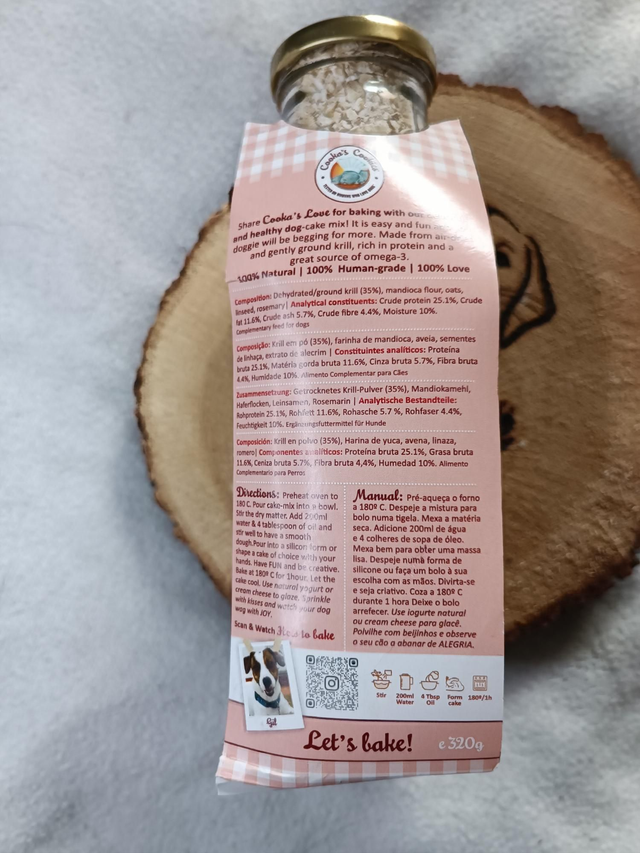 Cooka's Cookie
Share Cooka's Love for baking with our
and healthy dog-cake mix! It is easy and fun
doggie will be begging for more. Made from
and gently ground krill, rich in protein and a
great source of omega-3.
100% Natural | 100% Human-grade | 100% Love
Composition: Dehydrated/ground krill (35%), mandioca flour, oats,
linseed, rosemary| Analytical constituents: Crude protein 25.1%, Crude
fat 11.6%, Crude ash 5.7%, Crude fibre 4.4%, Moisture 10%.
Complementary feed for dogs
Composição: Krill em pó (35%), farinha de mandioca, aveia, sementes
de linhaça, extrato de alecrim | Constituintes analíticos: Proteína
bruta 25.1%, Matéria gorda bruta 11.6%, Cinza bruta 5.7%, Fibra bruta
4.4%, Humidade 10%. Alimento Complementar para Cães
Zusammensetzung: Getrocknetes Krill-Pulver (35%), Mandiokamehl,
Haferflocken, Leinsamen, Rosemarin | Analytische Bestandteile:
Rohprotein 25.1%, Rohfett 11.6%, Rohasche 5.7 %, Rohfaser 4.4%,
Feuchtigkeit 10%. Ergänzungsfuttermittel für Hunde
Composición: Krill en polvo (35%), Harina de yuca, avena, linaza,
romero| Componentes analíticos: Proteína bruta 25.1%, Grasa bruta
11.6%, Ceniza bruta 5.7%, Fibra bruta 4,4%, Humedad 10%. Alimento
Complementario para Perros
Directions: Preheat oven to
180 C. Pour cake-mix into a bowl.
Stir the dry matter. Add 200ml
water & 4 tablespoon of oil and
stir well to have a smooth
dough.Pour into a silicon form or
shape a cake of choice with your
hands. Have FUN and be creative.
Bake at 180º C for 1hour. Let the
cake cool. Use natural yogurt or
cream cheese to glaze. Sprinkle
with kisses and watch your dog
wag with JOY.
Scan & Watch How to bake
Manual: Pré-aqueça o forno
a 180º C. Despeje a mistura para
bolo numa tigela. Mexa a matéria
seca. Adicione 200ml de água
e 4 colheres de sopa de óleo.
Mexa bem para obter uma massa
lisa. Despeje numa forma de
silicone ou faça um bolo à sua
escolha com as mãos. Divirta-se
e seja criativo. Coza a 180º C
durante 1 hora Deixe o bolo
arrefecer. Use iogurte natural
ou cream cheese para glacê.
Polvilhe com beijinhos e observe
o seu cão a abanar de ALEGRIA.
Stir
200ml Water
4 Tbsp Oil
Form cake
180º/1h
Let's bake!
e 320g